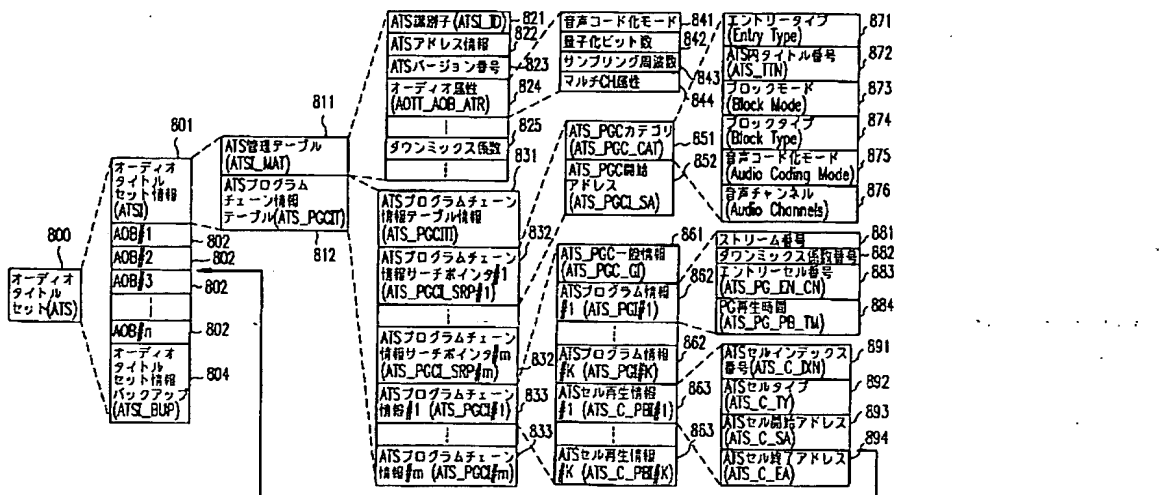 800
オーディオ
タイトル
セット(ATS)
801
オーディオ
タイトル
セット情報
(ATSI)
AOB#1
802
AOB#2
802
AOB#3
802
AOB#n
802
オーディオ
タイトル
セット情報
バックアップ
(ATSI_BUP)
804
811
ATS管理テーブル
(ATSI_MAT)
ATSプログラム
チェーン情報
テーブル(ATS_PGCIT)
812
ATS識別子(ATSI_ID)
821
ATSアドレス情報
822
ATSバージョン番号
823
オーディオ属性
(AOTT_AOB_ATR)
824
ダウンミックス係数
825
831
ATSプログラムチェーン
情報テーブル情報
(ATS_PGCITI)
ATSプログラムチェーン
情報サーチポインタ#1
(ATS_PGCI_SRP#1)
832
ATSプログラムチェーン
情報サーチポインタ#m
(ATS_PGCI_SRP#m)
832
ATSプログラムチェーン
情報#1 (ATS_PGCI#1)
833
ATSプログラムチェーン
情報#m (ATS_PGCI#m)
833
音声コード化モード
841
量子化ビット数
842
サンプリング周波数
843
マルチCH属性
844
ATS_PGCカテゴリ
(ATS_PGC_CAT)
851
ATS_PGC開始
アドレス
(ATS_PGCI_SA)
852
861
ATS_PGC一般情報
(ATS_PGC_GI)
ATSプログラム情報
#1 (ATS_PGI#1)
862
ATSプログラム情報
#K (ATS_PGI#K)
862
ATSセル再生情報
#1 (ATS_C_PBI#1)
863
ATSセル再生情報
#K (ATS_C_PBI#K)
863
エントリータイプ
(Entry Type)
871
ATS内タイトル番号
(ATS_TTN)
872
ブロックモード
(Block Mode)
873
ブロックタイプ
(Block Type)
874
音声コード化モード
(Audio Coding Mode)
875
音声チャンネル
(Audio Channels)
876
ストリーム番号
881
ダウンミックス係数番号
882
エントリーセル番号
(ATS_PG_EN_CN)
883
PG再生時間
(ATS_PG_PB_TM)
884
ATSセルインデックス
番号(ATS_C_IXN)
891
ATSセルタイプ
(ATS_C_TY)
892
ATSセル開始アドレス
(ATS_C_SA)
893
ATSセル終了アドレス
(ATS_C_EA)
894